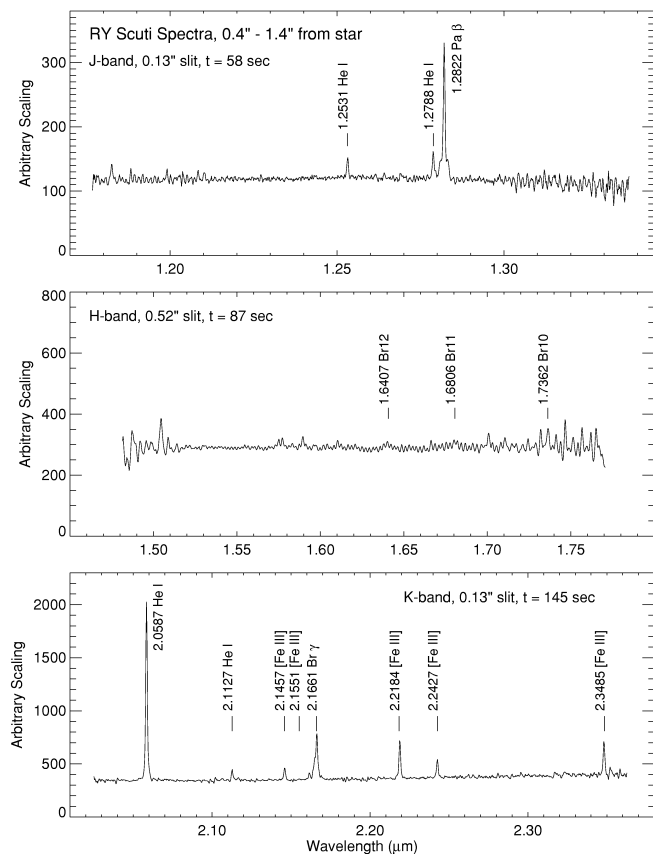 RY Scuti Spectra, 0.4" - 1.4" from star
J-band, 0.13" slit, t = 58 sec
1.2531 He I
1.2788 He I
1.2822 Pa β
Arbitrary Scaling
300
200
100
0
1.20
1.25
1.30
H-band, 0.52" slit, t = 87 sec
1.6407 Br12
1.6806 Br11
1.7362 Br10
Arbitrary Scaling
800
600
400
200
0
1.50
1.55
1.60
1.65
1.70
1.75
K-band, 0.13" slit, t = 145 sec
2.0587 He I
2.1127 He I
2.1457 [Fe III]
2.1551 [Fe III]
2.1661 Br γ
2.2184 [Fe III]
2.2427 [Fe III]
2.3485 [Fe III]
Arbitrary Scaling
2000
1500
1000
500
0
2.10
2.20
2.30
Wavelength (μm)